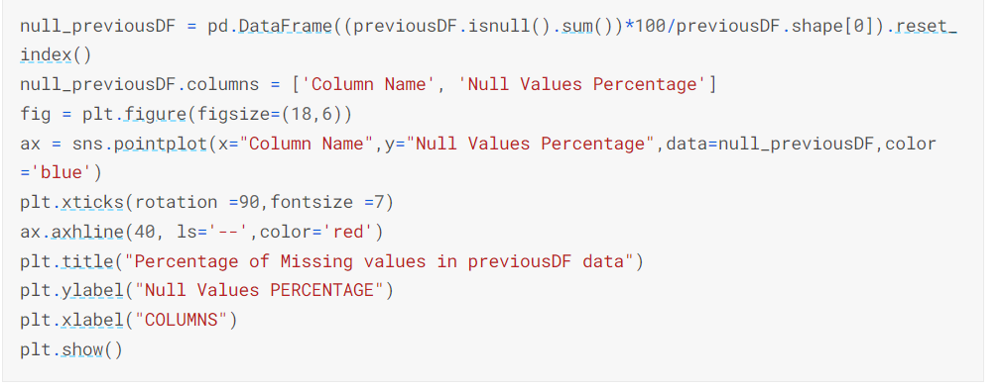 null_previousDF = pd.DataFrame((previousDF.isnull().sum())*100/previousDF.shape[0]).reset_
index()
null_previousDF.columns = ['Column Name', 'Null Values Percentage']
fig = plt.figure(figsize=(18,6))
ax = sns.pointplot(x="Column Name",y="Null Values Percentage",data=null_previousDF,color
='blue')
plt.xticks(rotation =90,fontsize =7)
ax.axhline(40, ls='--',color='red')
plt.title("Percentage of Missing values in previousDF data")
plt.ylabel("Null Values PERCENTAGE")
plt.xlabel("COLUMNS")
plt.show()